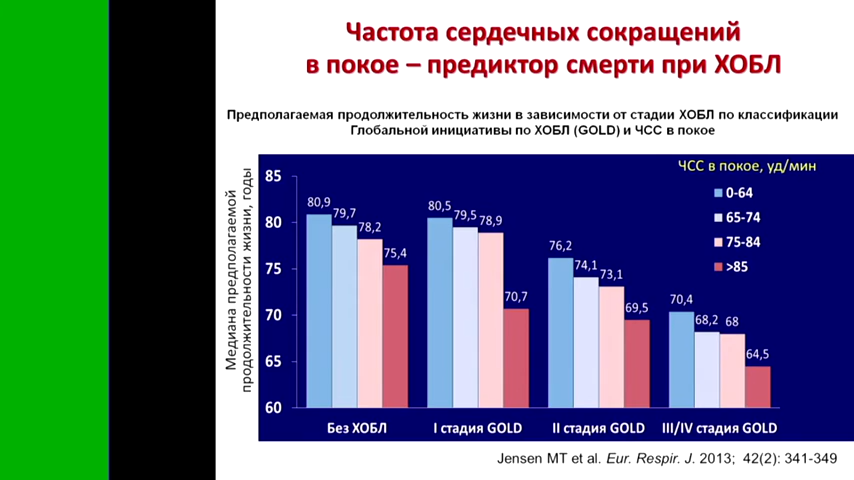 Частота сердечных сокращений
в покое – предиктор смерти при ХОБЛ
Предполагаемая продолжительность жизни в зависимости от стадии ХОБЛ по классификации
Глобальной инициативы по ХОБЛ (GOLD) и ЧСС в покое
Медиана предполагаемой
продолжительности жизни, годы
85
80
75
70
65
60
ЧСС в покое, уд/мин
0-64
65-74
75-84
>85
80,9
79,7
78,2
75,4
80,5
79,5
78,9
70,7
76,2
74,1
73,1
69,5
70,4
68,2
68
64,5
Без ХОБЛ
I стадия GOLD
II стадия GOLD
III/IV стадия GOLD
Jensen MT et al. Eur. Respir. J. 2013; 42(2): 341-349